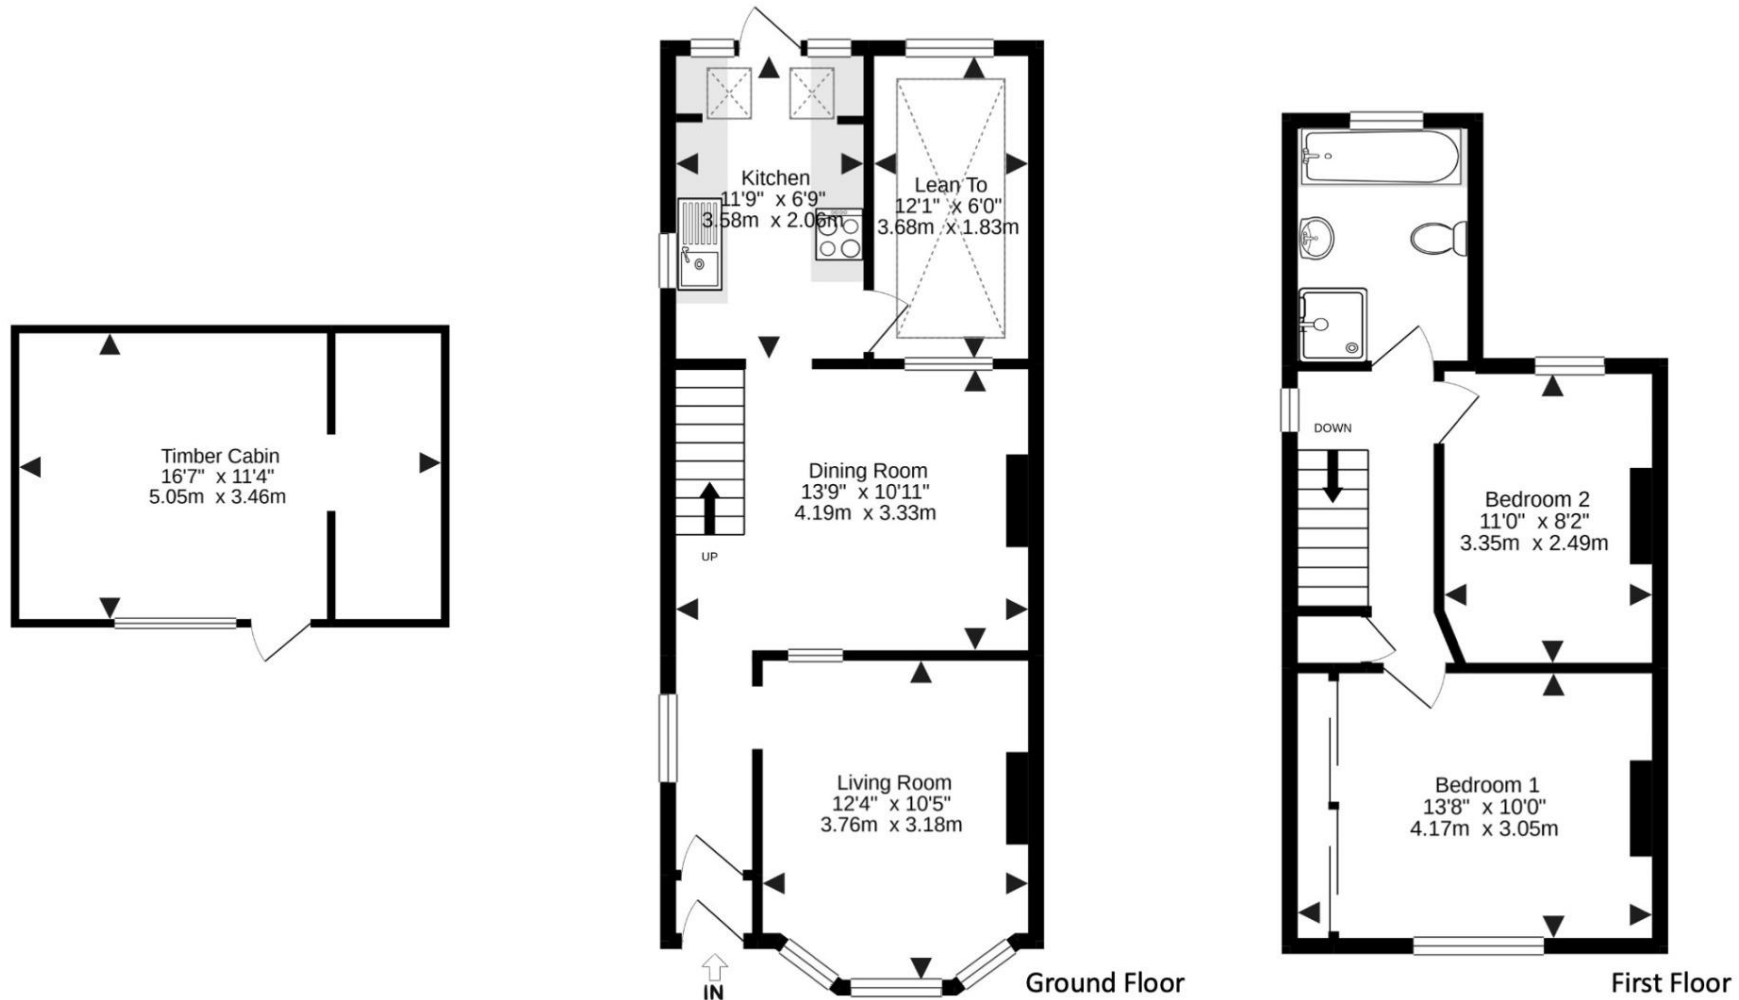 Timber Cabin
16'7" x 11'4"
5.05m x 3.46m
Kitchen
11'9" x 6'9"
3.58m x 2.06m
Lean To
12'1" x 6'0"
3.68m x 1.83m
Dining Room
13'9" x 10'11"
4.19m x 3.33m
UP
Living Room
12'4" x 10'5"
3.76m x 3.18m
IN
Ground Floor
DOWN
Bedroom 2
11'0" x 8'2"
3.35m x 2.49m
Bedroom 1
13'8" x 10'0"
4.17m x 3.05m
First Floor